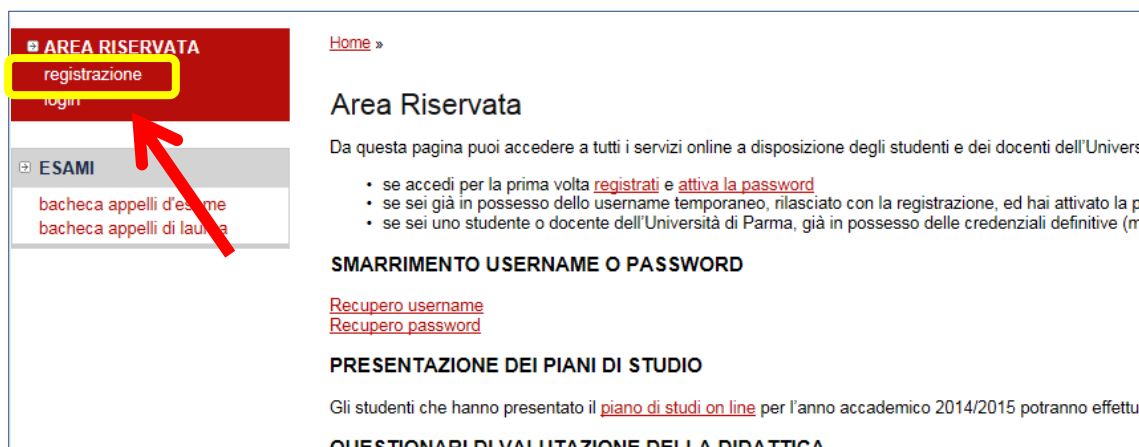 AREA RISERVATA
registrazione
login
ESAMI
bacheca appelli d'esame
bacheca appelli di laurea
Home »
Area Riservata
Da questa pagina puoi accedere a tutti i servizi online a disposizione degli studenti e dei docenti dell'Univers
• se accedi per la prima volta registrati e attiva la password
• se sei già in possesso dello username temporaneo, rilasciato con la registrazione, ed hai attivato la p
• se sei uno studente o docente dell'Università di Parma, già in possesso delle credenziali definitive (m
SMARRIMENTO USERNAME O PASSWORD
Recupero username
Recupero password
PRESENTAZIONE DEI PIANI DI STUDIO
Gli studenti che hanno presentato il piano di studi on line per l'anno accademico 2014/2015 potranno effettu
QUESTIONARI DI VALUTAZIONE DELLA DIDATTICA